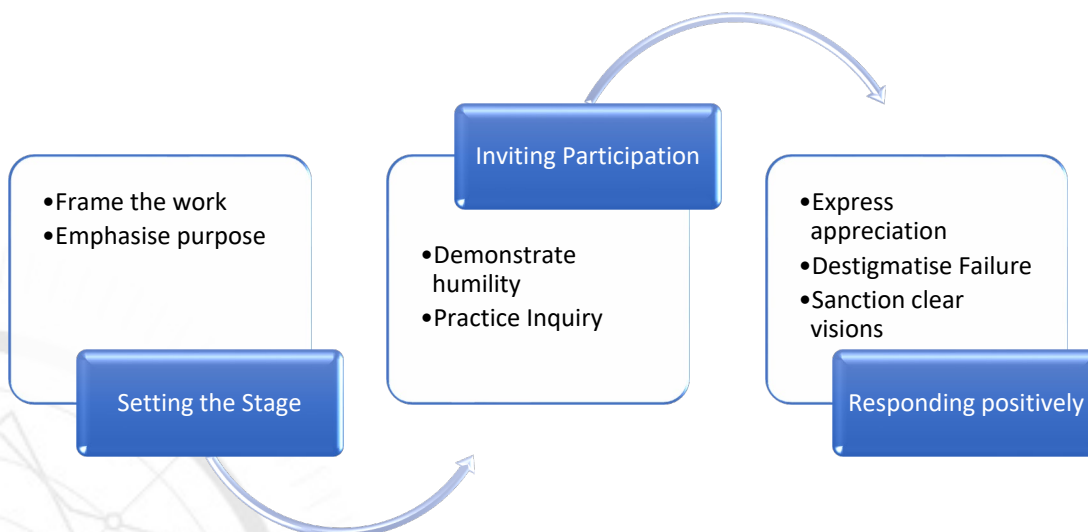 •Frame the work
•Emphasise purpose
Setting the Stage
Inviting Participation
•Demonstrate
humility
•Practice Inquiry
•Express
appreciation
•Destigmatise Failure
•Sanction clear
visions
Responding positively